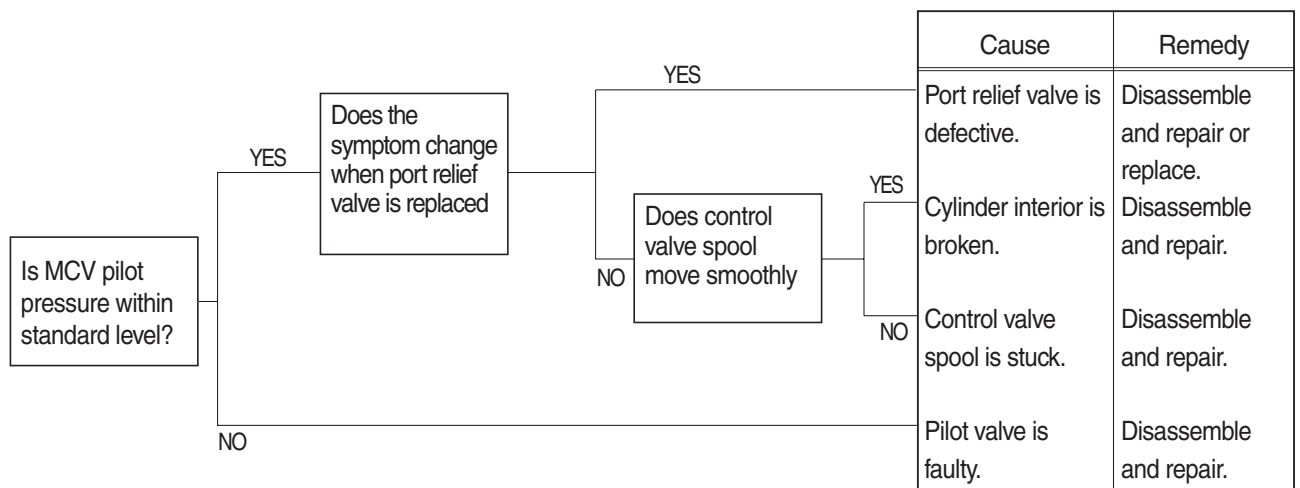 Cause
Remedy
YES
Port relief valve is
defective.
Disassemble
and repair or
replace.
Does the
symptom change
when port relief
valve is replaced
YES
YES
Cylinder interior is
broken.
Disassemble
and repair.
Does control
valve spool
move smoothly
NO
Is MCV pilot
pressure within
standard level?
NO
Control valve
spool is stuck.
Disassemble
and repair.
NO
Pilot valve is
faulty.
Disassemble
and repair.